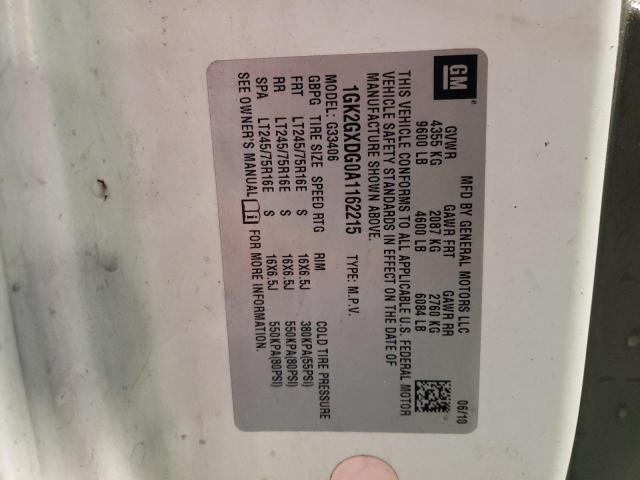 GM
MFD BY GENERAL MOTORS LLC 06/10
GVWR GAWR FRT GAWR RR
4355 KG 2087 KG 2760 KG
9600 LB 4600 LB 6084 LB
THIS VEHICLE CONFORMS TO ALL APPLICABLE U.S. FEDERAL MOTOR
VEHICLE SAFETY STANDARDS IN EFFECT ON THE DATE OF
MANUFACTURE SHOWN ABOVE.
1GK2GXDG0A1162215 TYPE: M.P.V.
MODEL: G33406
GBPG TIRE SIZE SPEED RTG RIM COLD TIRE PRESSURE
FRT LT245/75R16E S 16X6.5J 380KPA(55PSI)
RR LT245/75R16E S 16X6.5J 550KPA(80PSI)
SPA LT245/75R16E S 16X6.5J 550KPA(80PSI)
SEE OWNER'S MANUAL FOR MORE INFORMATION.